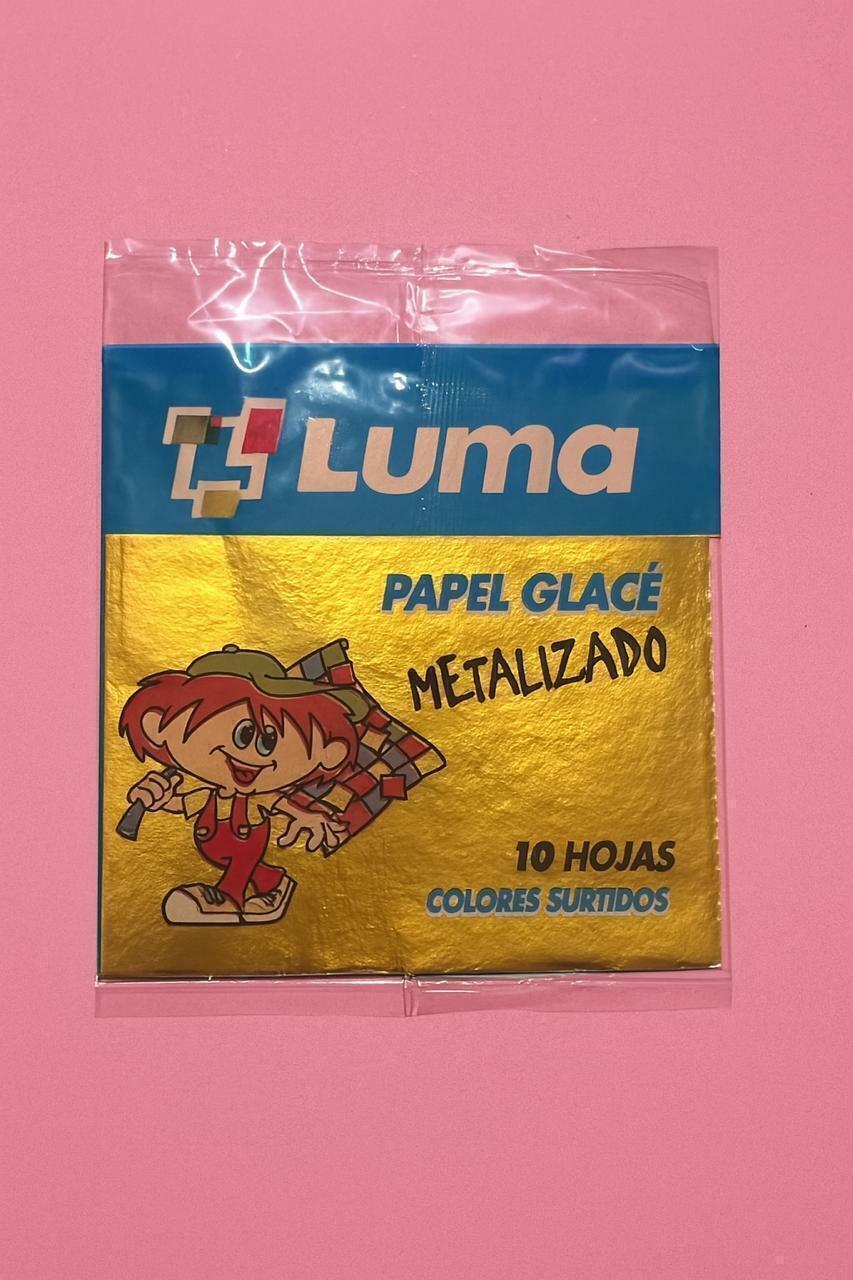 Luma
PAPEL GLACÉ
METALIZADO
10 HOJAS
COLORES SURTIDOS